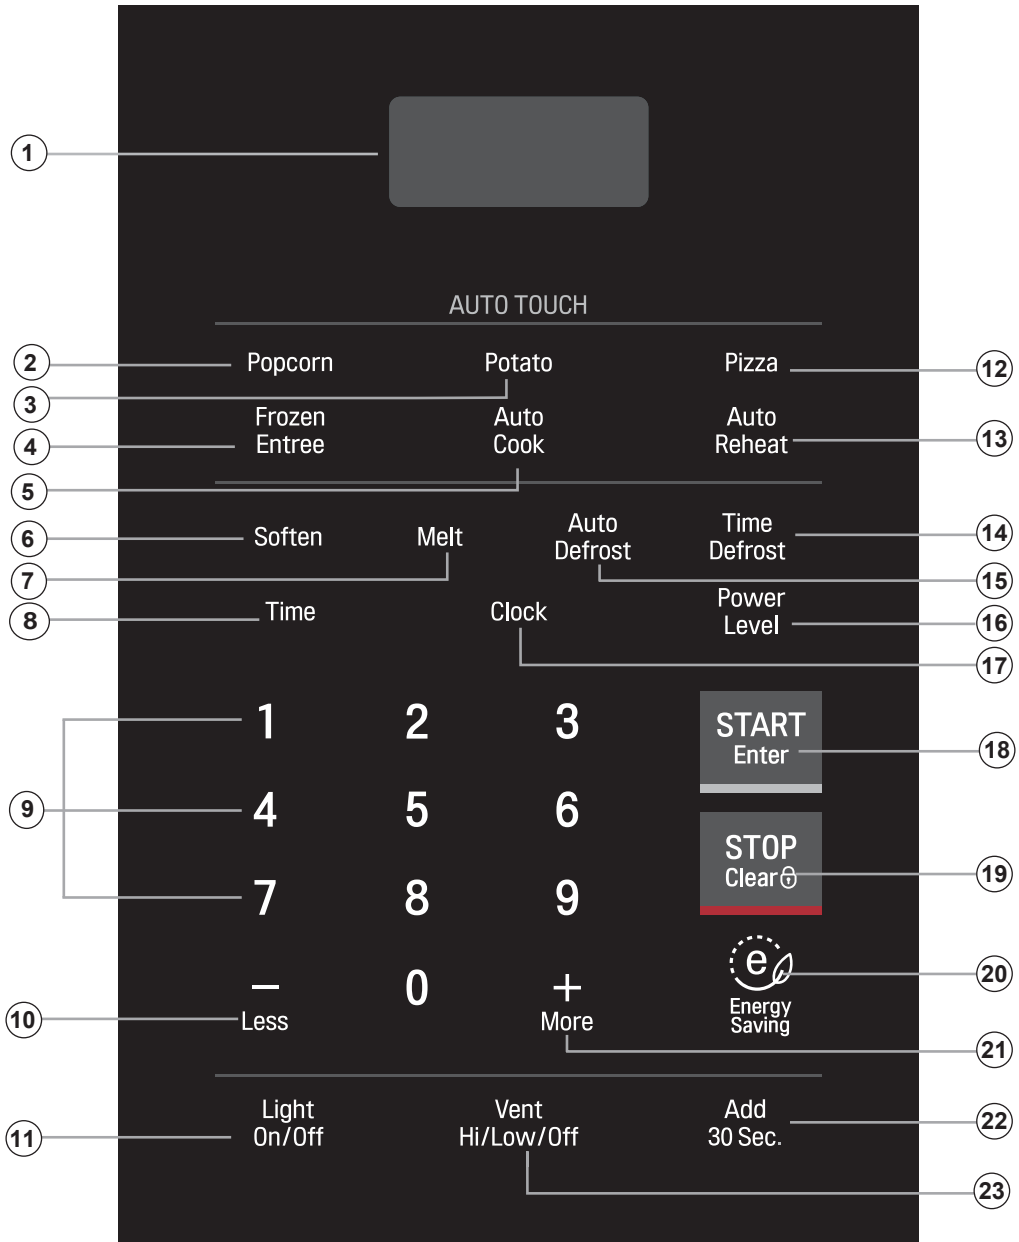 1
AUTO TOUCH
2
Popcorn
Potato
Pizza
12
3
4
Frozen
Entree
Auto
Cook
Auto
Reheat
13
5
6
Soften
Melt
Auto
Defrost
Time
Defrost
14
7
15
8
Time
Clock
Power
Level
16
17
1
2
3
START
Enter
18
9
4
5
6
STOP
Clear
19
7
8
9
e
Energy
Saving
20
10
−
Less
0
+
More
21
11
Light
On/Off
Vent
Hi/Low/Off
Add
30 Sec.
22
23